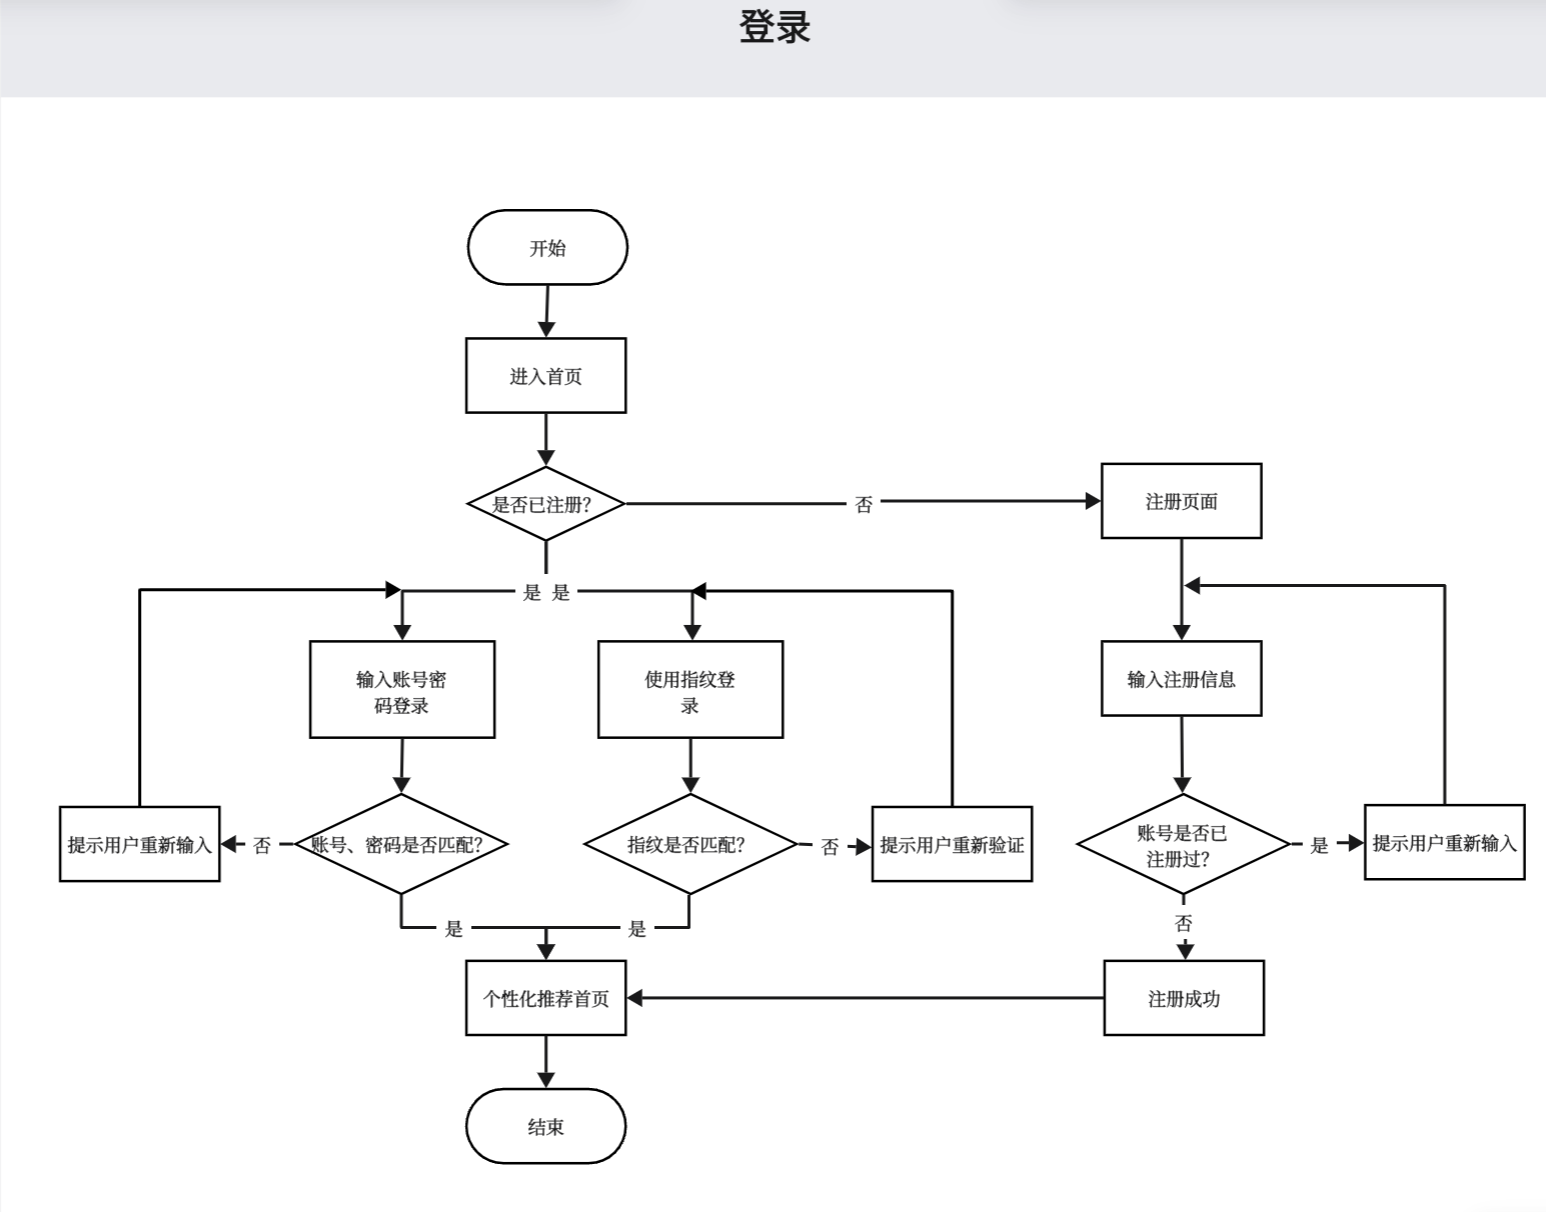 登录
开始
进入首页
是否已注册?
否
注册页面
是 是
输入账号密
码登录
使用指纹登
录
输入注册信息
提示用户重新输入
否
账号、密码是否匹配?
指纹是否匹配?
否
提示用户重新验证
账号是否已
注册过?
是
提示用户重新输入
是
是
否
个性化推荐首页
注册成功
结束